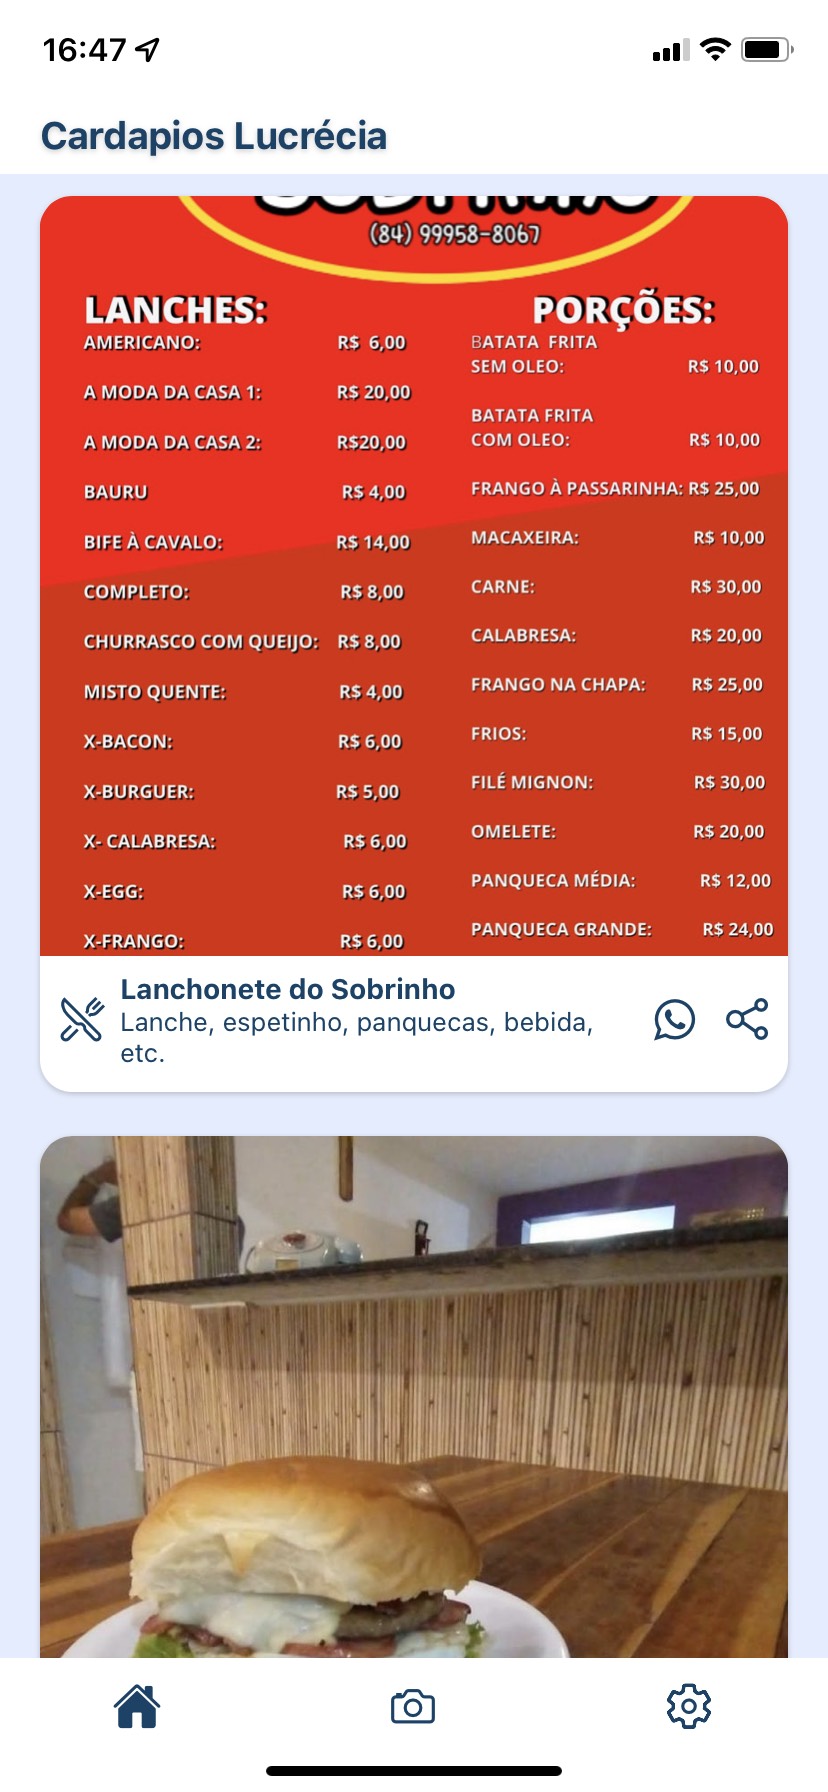 16:47
Cardapios Lucrécia
SOBRINHO
(84) 99958-8067
LANCHES:
AMERICANO: R$ 6,00
A MODA DA CASA 1: R$ 20,00
A MODA DA CASA 2: R$20,00
BAURU R$ 4,00
BIFE À CAVALO: R$ 14,00
COMPLETO: R$ 8,00
CHURRASCO COM QUEIJO: R$ 8,00
MISTO QUENTE: R$ 4,00
X-BACON: R$ 6,00
X-BURGUER: R$ 5,00
X- CALABRESA: R$ 6,00
X-EGG: R$ 6,00
X-FRANGO: R$ 6,00
PORÇÕES:
BATATA FRITA
SEM OLEO: R$ 10,00
BATATA FRITA
COM OLEO: R$ 10,00
FRANGO À PASSARINHA: R$ 25,00
MACAXEIRA: R$ 10,00
CARNE: R$ 30,00
CALABRESA: R$ 20,00
FRANGO NA CHAPA: R$ 25,00
FRIOS: R$ 15,00
FILÉ MIGNON: R$ 30,00
OMELETE: R$ 20,00
PANQUECA MÉDIA: R$ 12,00
PANQUECA GRANDE: R$ 24,00
Lanchonete do Sobrinho
Lanche, espetinho, panquecas, bebida,
etc.